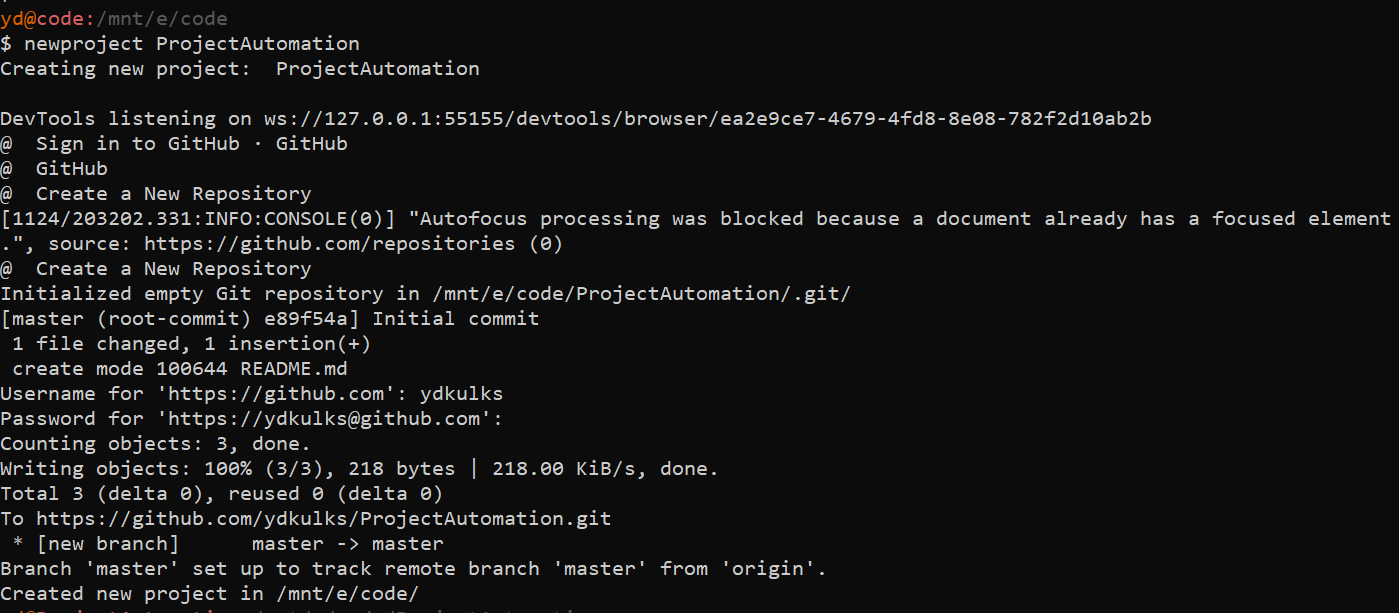 yd@code:/mnt/e/code
$ newproject ProjectAutomation
Creating new project:  ProjectAutomation
DevTools listening on ws://127.0.0.1:55155/devtools/browser/ea2e9ce7-4679-4fd8-8e08-782f2d10ab2b
@  Sign in to GitHub · GitHub
@  GitHub
@  Create a New Repository
[1124/203202.331:INFO:CONSOLE(0)] "Autofocus processing was blocked because a document already has a focused element
.", source: https://github.com/repositories (0)
@  Create a New Repository
Initialized empty Git repository in /mnt/e/code/ProjectAutomation/.git/
[master (root-commit) e89f54a] Initial commit
 1 file changed, 1 insertion(+)
 create mode 100644 README.md
Username for 'https://github.com': ydkulks
Password for 'https://ydkulks@github.com':
Counting objects: 3, done.
Writing objects: 100% (3/3), 218 bytes | 218.00 KiB/s, done.
Total 3 (delta 0), reused 0 (delta 0)
To https://github.com/ydkulks/ProjectAutomation.git
 * [new branch]      master -> master
Branch 'master' set up to track remote branch 'master' from 'origin'.
Created new project in /mnt/e/code/